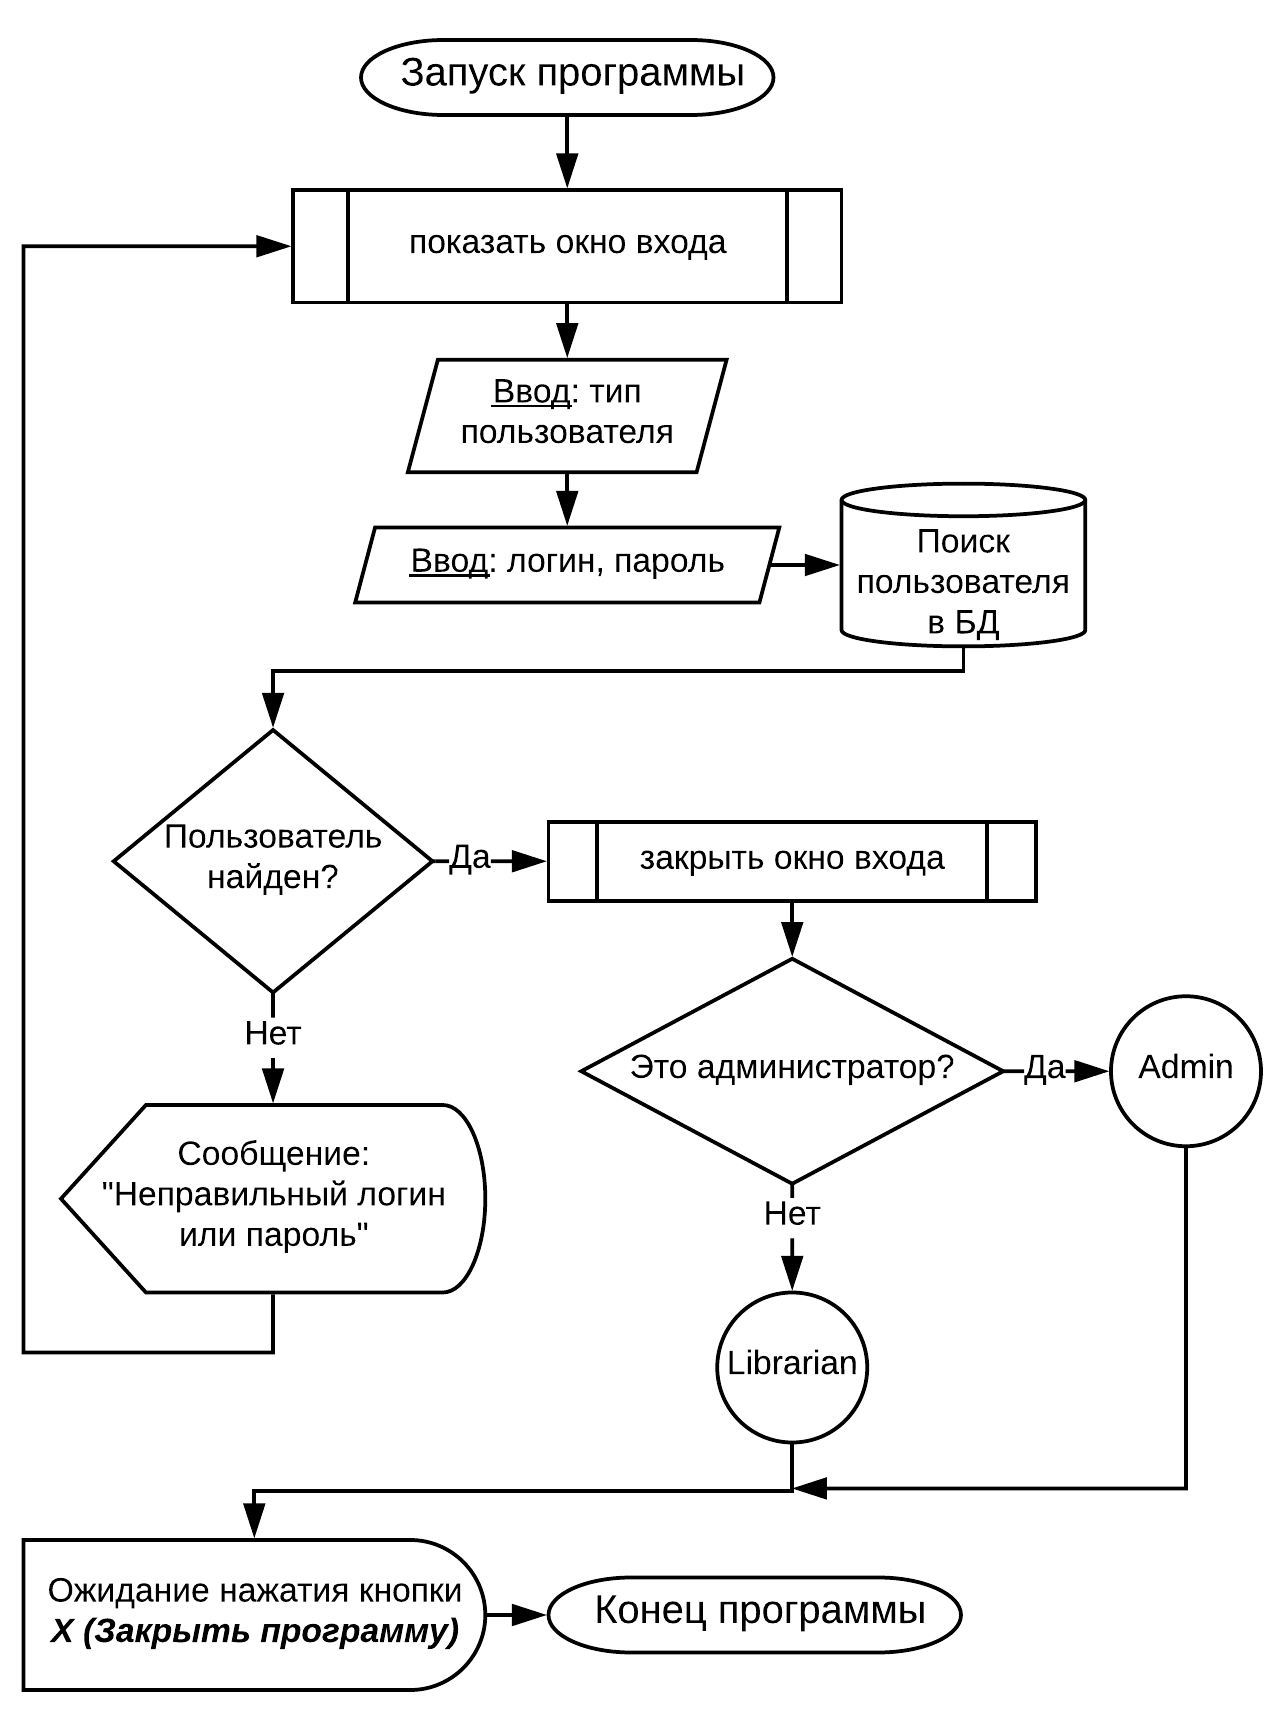 Запуск программы
показать окно входа
Ввод: тип
пользователя
Ввод: логин, пароль
Поиск
пользователя
в БД
Пользователь
найден?
Да
закрыть окно входа
Нет
Это администратор?
Да
Admin
Сообщение:
"Неправильный логин
или пароль"
Нет
Librarian
Ожидание нажатия кнопки
X (Закрыть программу)
Конец программы